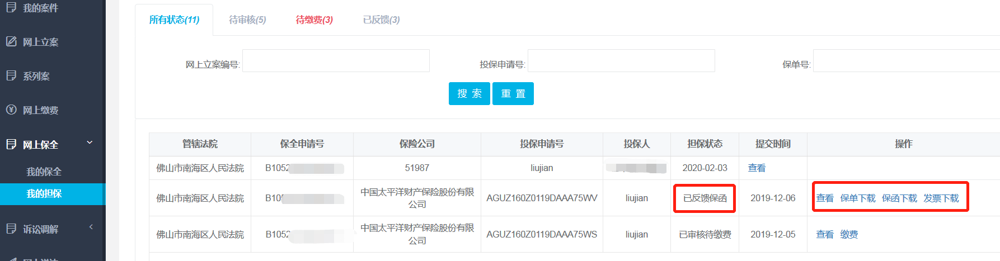 我的案件
网上立案
系列案
网上缴费
网上保全
我的保全
我的担保
诉讼调解
所有状态(11) 待审核(5) 待缴费(3) 已反馈(3)
网上立案编号: 投保申请号: 保单号:
搜 索 重 置
管辖法院 保全申请号 保险公司 投保申请号 投保人 担保状态 提交时间 操作
佛山市南海区人民法院 B1052 51987 liujian 2020-02-03 查看
佛山市南海区人民法院 B105 中国太平洋财产保险股份有限公司 AGUZ160Z0119DAAA75WV liujian 已反馈保函 2019-12-06 查看 保单下载 保函下载 发票下载
佛山市南海区人民法院 B1052 中国太平洋财产保险股份有限公司 AGUZ160Z0119DAAA75WS liujian 已审核待缴费 2019-12-05 查看 缴费